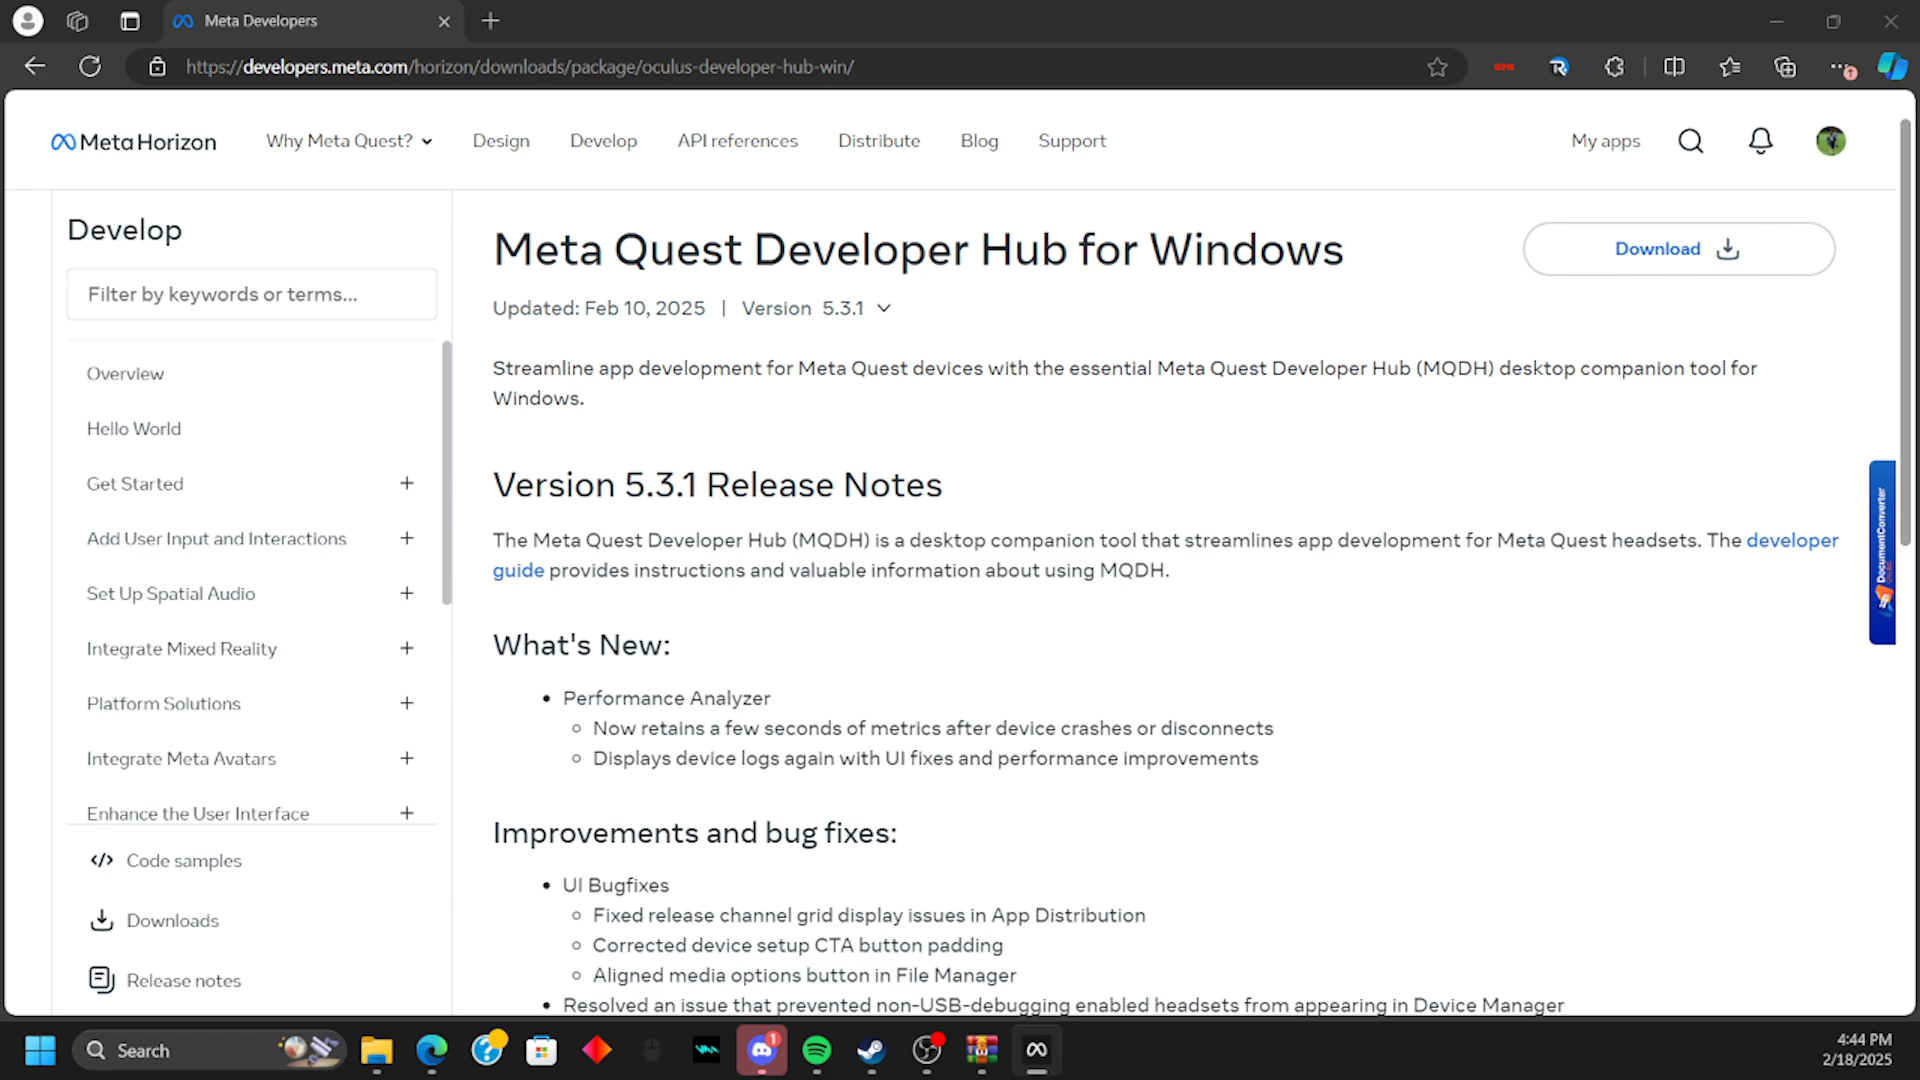 Meta Developers
https://developers.meta.com/horizon/downloads/package/oculus-developer-hub-win/
Meta Horizon
Why Meta Quest?
Design
Develop
API references
Distribute
Blog
Support
My apps
Develop
Filter by keywords or terms...
Overview
Hello World
Get Started
Add User Input and Interactions
Set Up Spatial Audio
Integrate Mixed Reality
Platform Solutions
Integrate Meta Avatars
Enhance the User Interface
Code samples
Downloads
Release notes
Meta Quest Developer Hub for Windows
Download
Updated: Feb 10, 2025 | Version 5.3.1
Streamline app development for Meta Quest devices with the essential Meta Quest Developer Hub (MQDH) desktop companion tool for
Windows.
Version 5.3.1 Release Notes
The Meta Quest Developer Hub (MQDH) is a desktop companion tool that streamlines app development for Meta Quest headsets. The developer
guide provides instructions and valuable information about using MQDH.
What's New:
Performance Analyzer
Now retains a few seconds of metrics after device crashes or disconnects
Displays device logs again with UI fixes and performance improvements
Improvements and bug fixes:
UI Bugfixes
Fixed release channel grid display issues in App Distribution
Corrected device setup CTA button padding
Aligned media options button in File Manager
Resolved an issue that prevented non-USB-debugging enabled headsets from appearing in Device Manager
DocumentConverter
Search
1
4:44 PM
2/18/2025